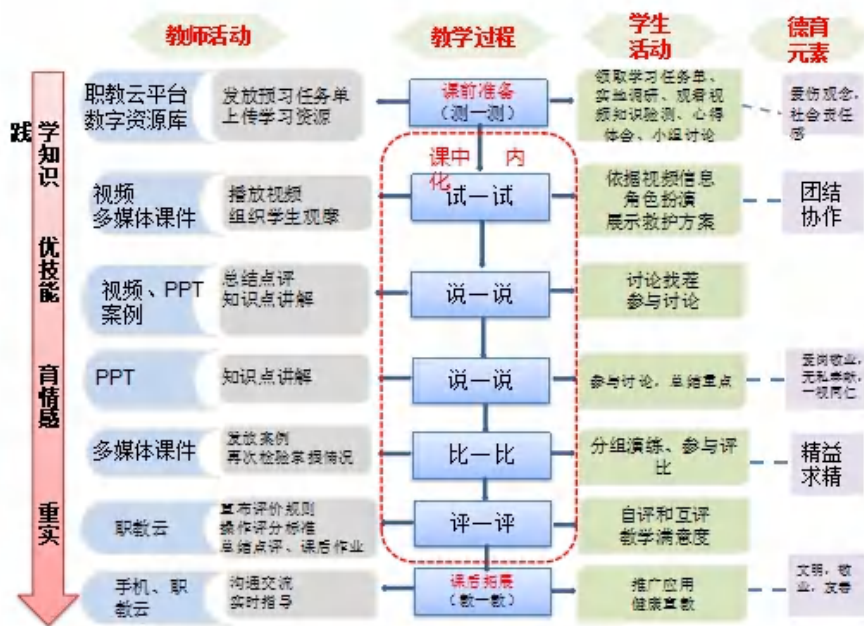 教师活动
教学过程
学生
活动
德育
元素
学知识
践
优技能
育情感
重实
职教云平台
数字资源库
发放预习任务单
上传学习资源
课前准备
（测一测）
领取学习任务单、
实地调研、观看视
频知识验测、心得
体会、小组讨论
爱伤观念,
社会责任
感
课中 内
化
视频
多媒体课件
播放视频
组织学生观摩
试一试
依据视频信息
角色扮演
展示救护方案
团结
协作
视频、PPT
案例
总结点评
知识点讲解
说一说
讨论找茬
参与讨论
PPT
知识点讲解
说一说
参与讨论，总结重点
爱岗敬业,
无私奉献,
一视同仁
多媒体课件
发放案例
再次检验掌握情况
比一比
分组演练、参与评
比
精益
求精
职教云
宣布评价规则
操作评分标准
总结点评、课后作业
评一评
自评和互评
教学满意度
手机、职
教云
沟通交流
实时指导
课后拓展
推广应用
健康宣教
文明，敬
业，友善